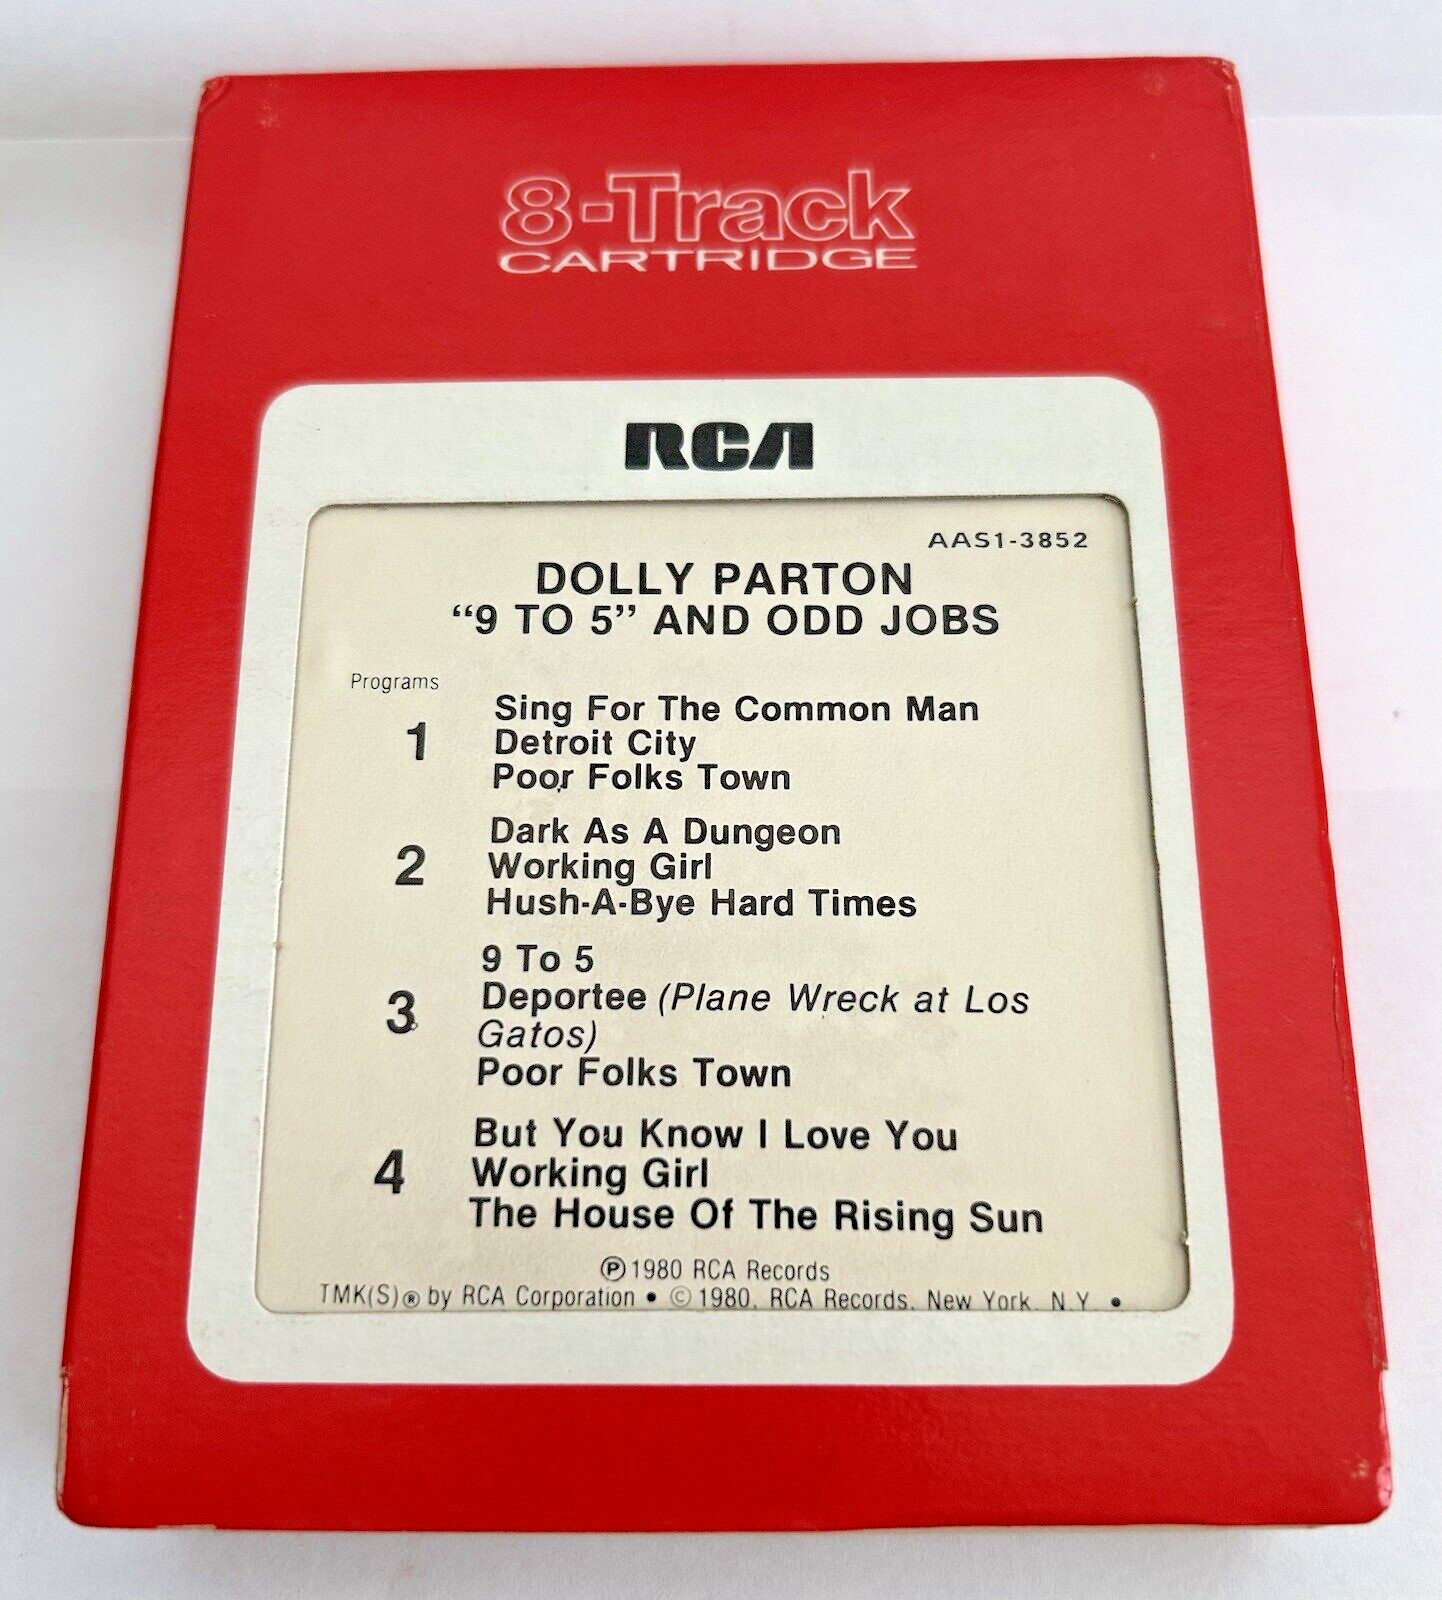 8-Track
CARTRIDGE
RCA
AAS1-3852
DOLLY PARTON
“9 TO 5” AND ODD JOBS
Programs
1
Sing For The Common Man
Detroit City
Poor Folks Town
2
Dark As A Dungeon
Working Girl
Hush-A-Bye Hard Times
3
9 To 5
Deportee (Plane Wreck at Los
Gatos)
Poor Folks Town
4
But You Know I Love You
Working Girl
The House Of The Rising Sun
Ⓟ1980 RCA Records
TMK(S)® by RCA Corporation • © 1980, RCA Records, New York, N.Y. •